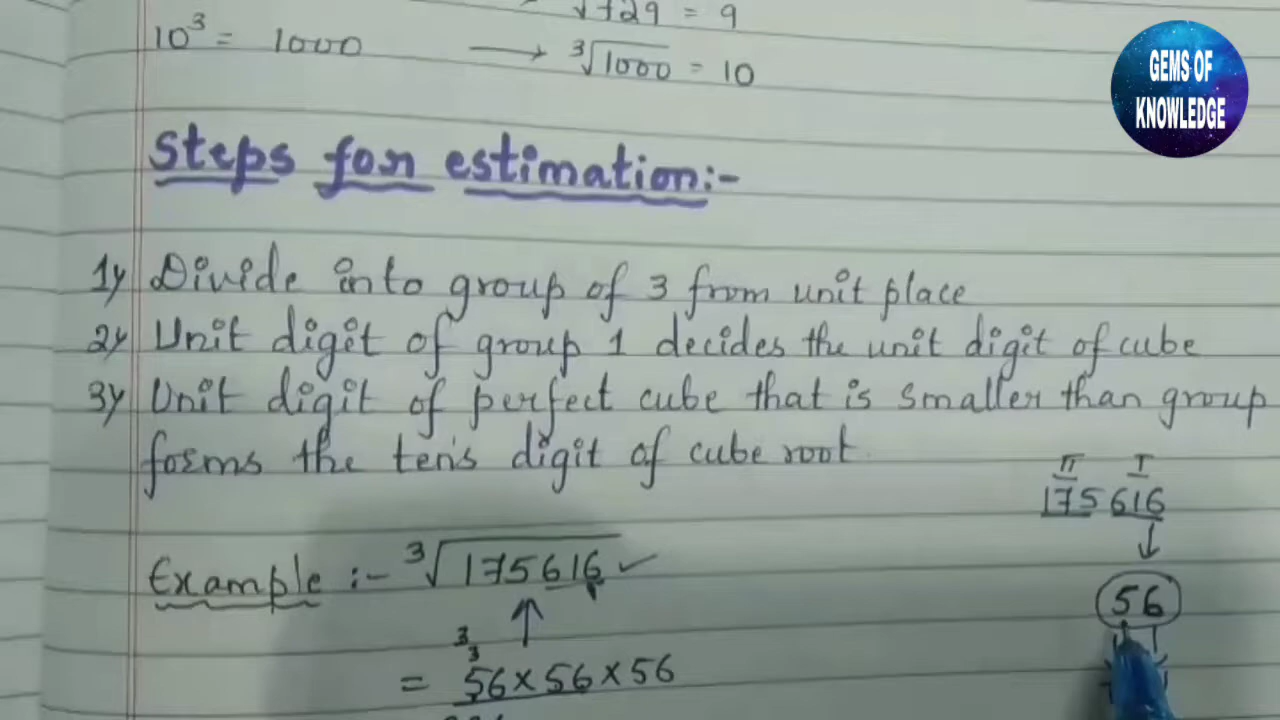 ∛729 = 9
10³ = 1000 → ∛1000 = 10
GEMS OF
KNOWLEDGE
Steps for estimation:-
1) Divide into group of 3 from unit place
2) Unit digit of group 1 decides the unit digit of cube
3) Unit digit of perfect cube that is smaller than group
forms the ten's digit of cube root.
II I
175 616
Example :- ∛175616 ✓
56
= 56×56×56